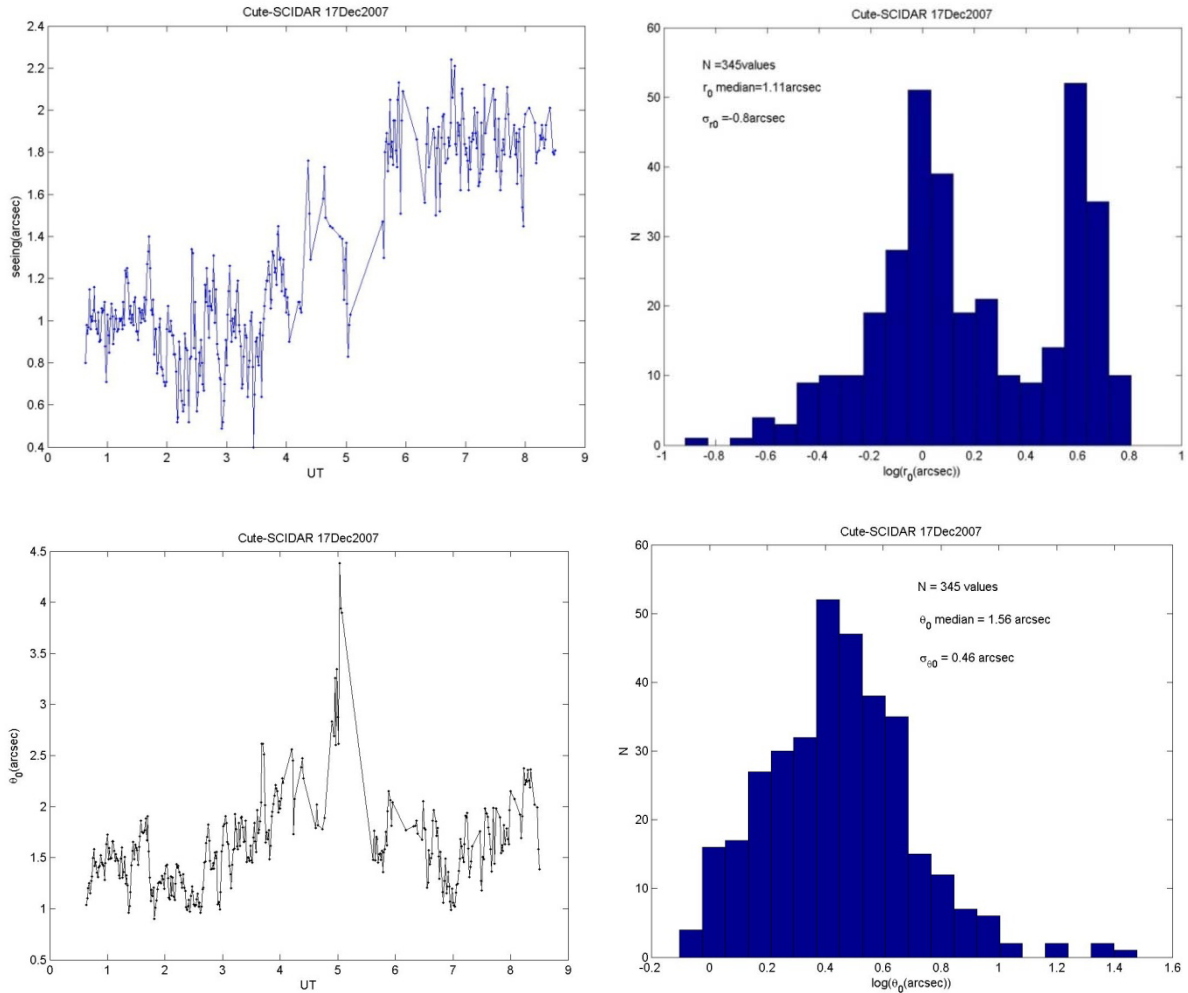 Cute-SCIDAR 17Dec2007
2.4
2.2
2
1.8
1.6
1.4
1.2
1
0.8
0.6
0.4
seeing(arcsec)
0 1 2 3 4 5 6 7 8 9
UT
Cute-SCIDAR 17Dec2007
60
50
40
30
20
10
0
N
N =345values
r0 median=1.11arcsec
σr0 =-0.8arcsec
-1 -0.8 -0.6 -0.4 -0.2 0 0.2 0.4 0.6 0.8 1
log(r0(arcsec))
Cute-SCIDAR 17Dec2007
4.5
4
3.5
3
2.5
2
1.5
1
0.5
θ0(arcsec)
0 1 2 3 4 5 6 7 8 9
UT
Cute-SCIDAR 17Dec2007
60
50
40
30
20
10
0
N
N = 345 values
θ0 median = 1.56 arcsec
σθ0 = 0.46 arcsec
-0.2 0 0.2 0.4 0.6 0.8 1 1.2 1.4 1.6
log(θ0(arcsec))